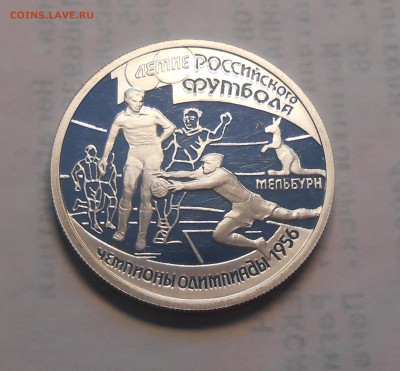 COINS.LAVE.RU
100
ЛЕТИЕ РОССИЙСКОГО
ФУТБОЛА
МЕЛЬБУРН
ЧЕМПИОНЫ ОЛИМПИАДЫ 1956